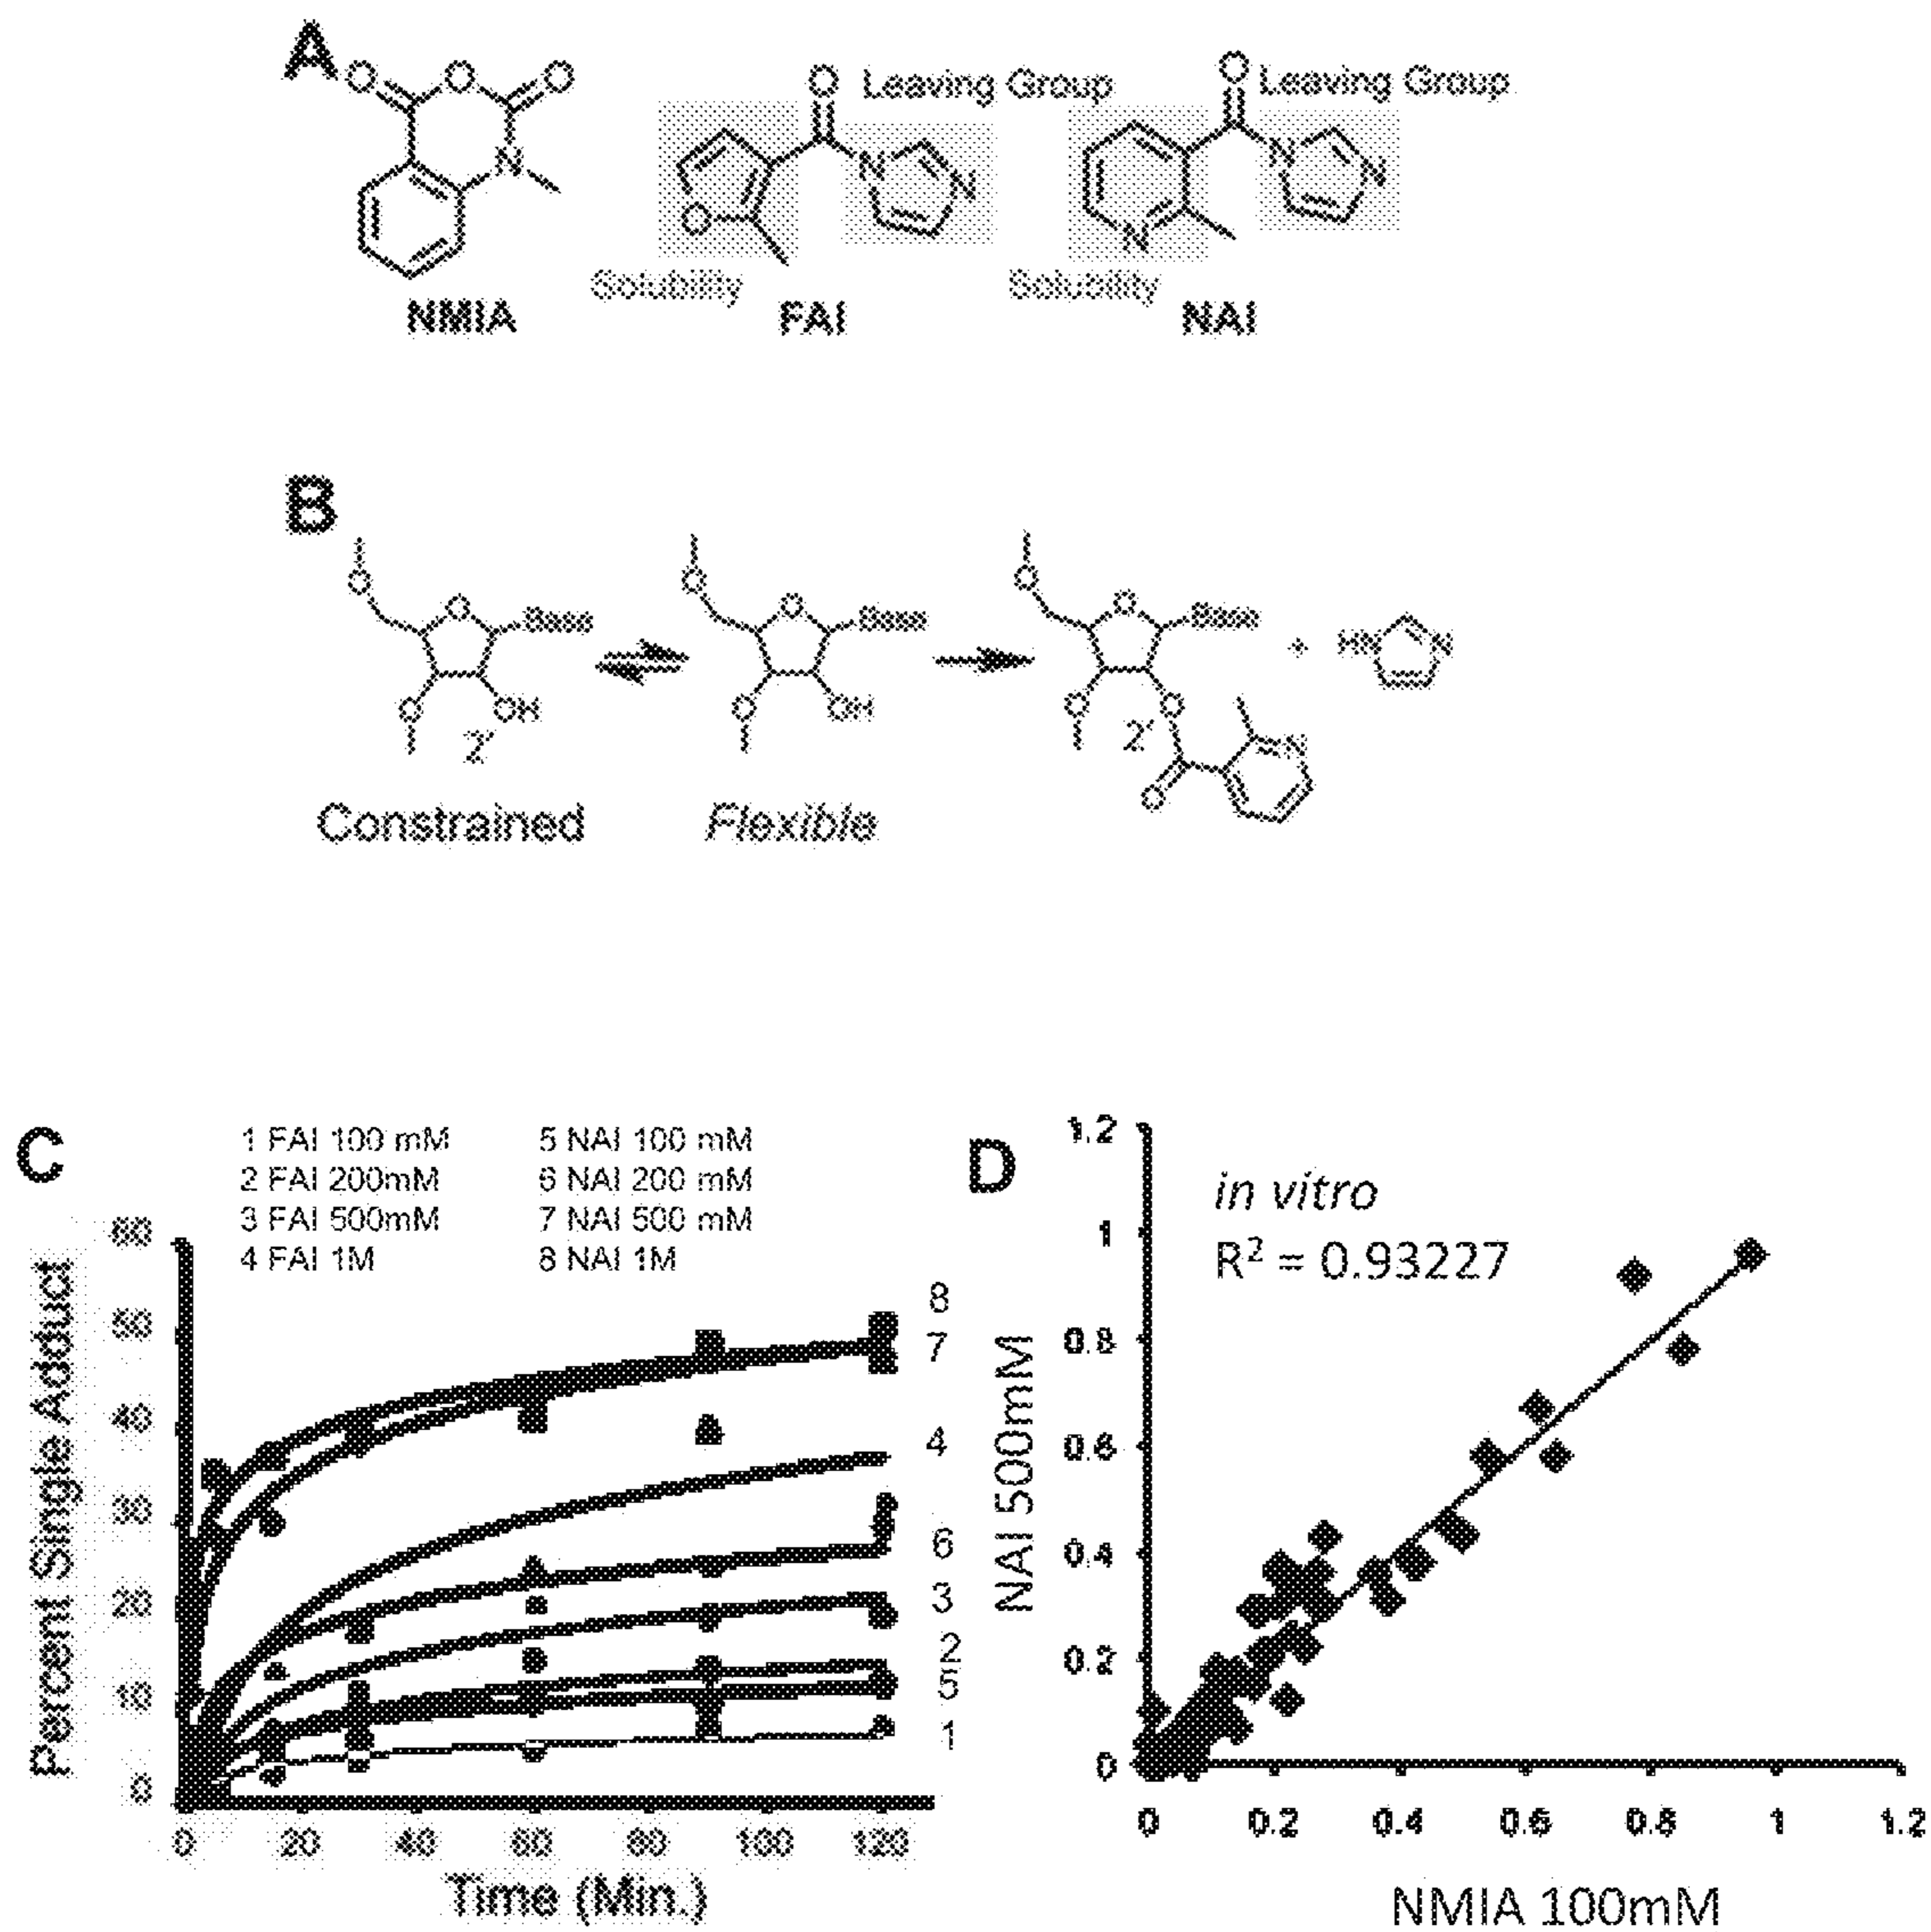 A
O O O
N
NMIA
O Leaving Group
N
N
O
Solubility
FAI
O Leaving Group
N
N
N
Solubility
NAI
B
O
O Base
O OH
2'
Constrained
O
O Base
O OH
Flexible
O
O Base
O O
2'
N
O
+
HN N
C
1 FAI 100 mM
2 FAI 200mM
3 FAI 500mM
4 FAI 1M
5 NAI 100 mM
6 NAI 200 mM
7 NAI 500 mM
8 NAI 1M
Percent Single Adduct
60
50
40
30
20
10
0
8
7
4
6
3
2
5
1
0 20 40 60 80 100 120
Time (Min.)
D
in vitro
R² = 0.93227
NAI 500mM
1.2
1
0.8
0.6
0.4
0.2
0
0 0.2 0.4 0.6 0.8 1 1.2
NMIA 100mM